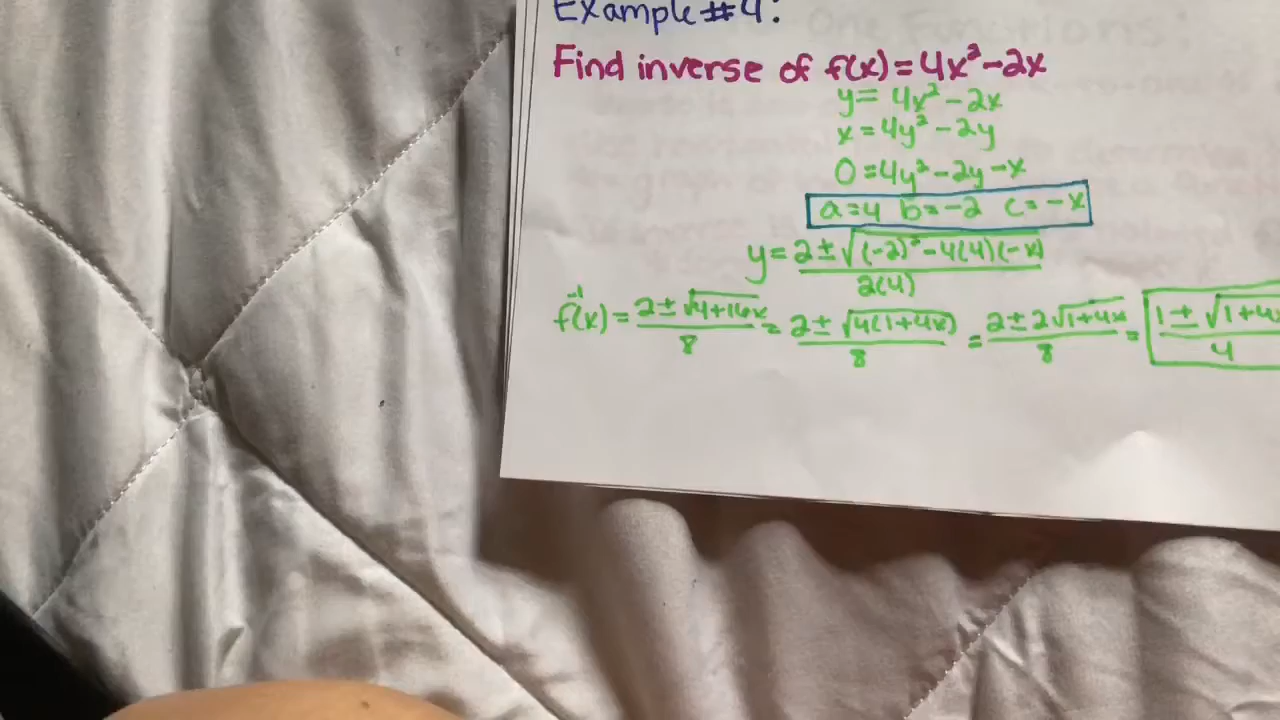 Example #4:
Find inverse of f(x) = 4x² - 2x
y = 4x² - 2x
x = 4y² - 2y
0 = 4y² - 2y - x
a = 4 b = -2 c = -x
y = 2 ± √(-2)² - 4(4)(-x) / 2(4)
f⁻¹(x) = 2 ± √4+16x / 8 = 2 ± √4(1+4x) / 8 = 2 ± 2√1+4x / 8 = 1 ± √1+4x / 4